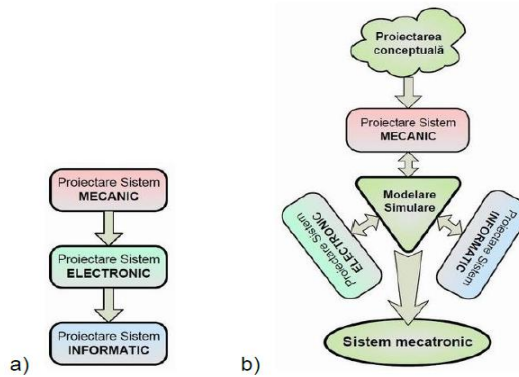 Proiectare Sistem
MECANIC
Proiectare Sistem
ELECTRONIC
Proiectare Sistem
INFORMATIC
a)
Proiectarea
conceptuală
Proiectare Sistem
MECANIC
Modelare
Simulare
Proiectare Sistem
ELECTRONIC
Proiectare Sistem
INFORMATIC
Sistem mecatronic
b)